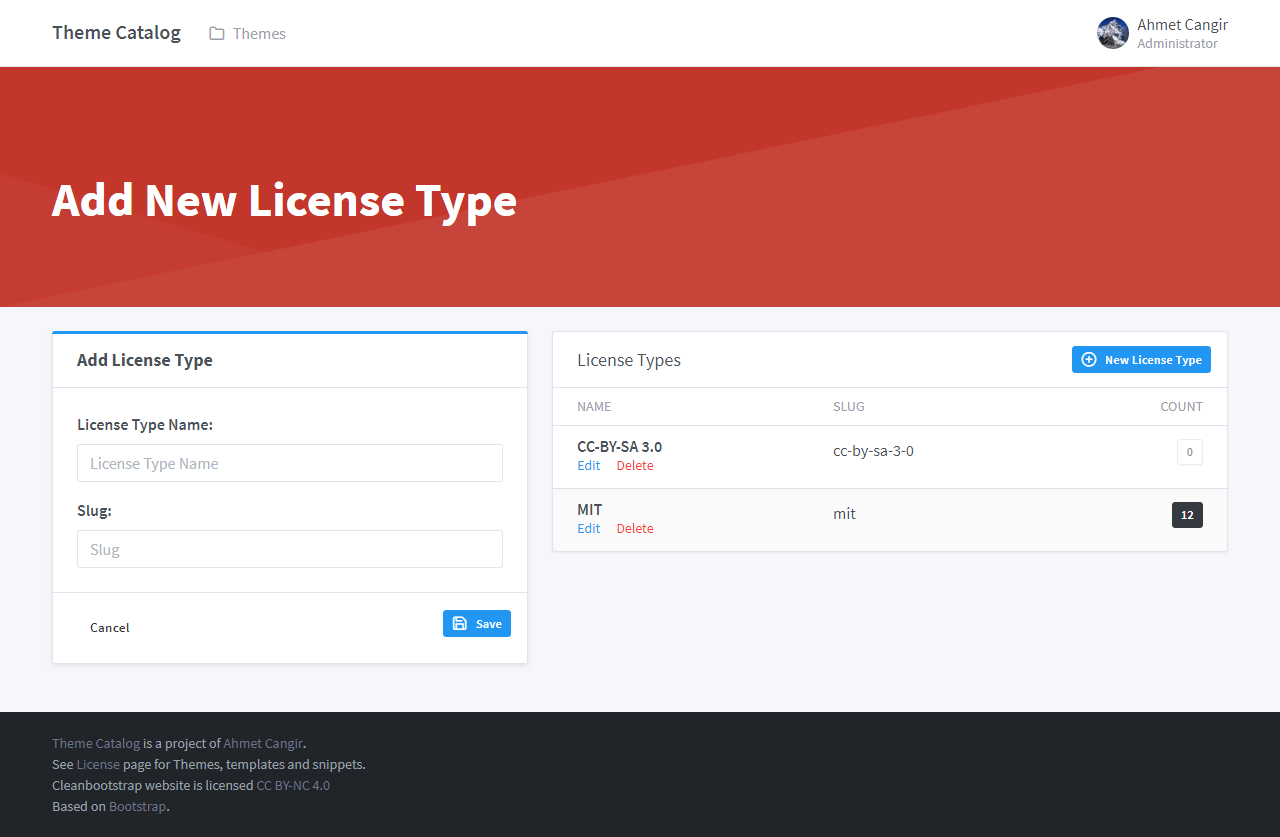 Theme Catalog
Themes
Ahmet Cangir
Administrator
Add New License Type
Add License Type
License Type Name:
License Type Name
Slug:
Slug
Cancel
Save
License Types
New License Type
NAME SLUG COUNT
CC-BY-SA 3.0 cc-by-sa-3-0 0
Edit Delete
MIT mit 12
Edit Delete
Theme Catalog is a project of Ahmet Cangir.
See License page for Themes, templates and snippets.
Cleanbootstrap website is licensed CC BY-NC 4.0
Based on Bootstrap.